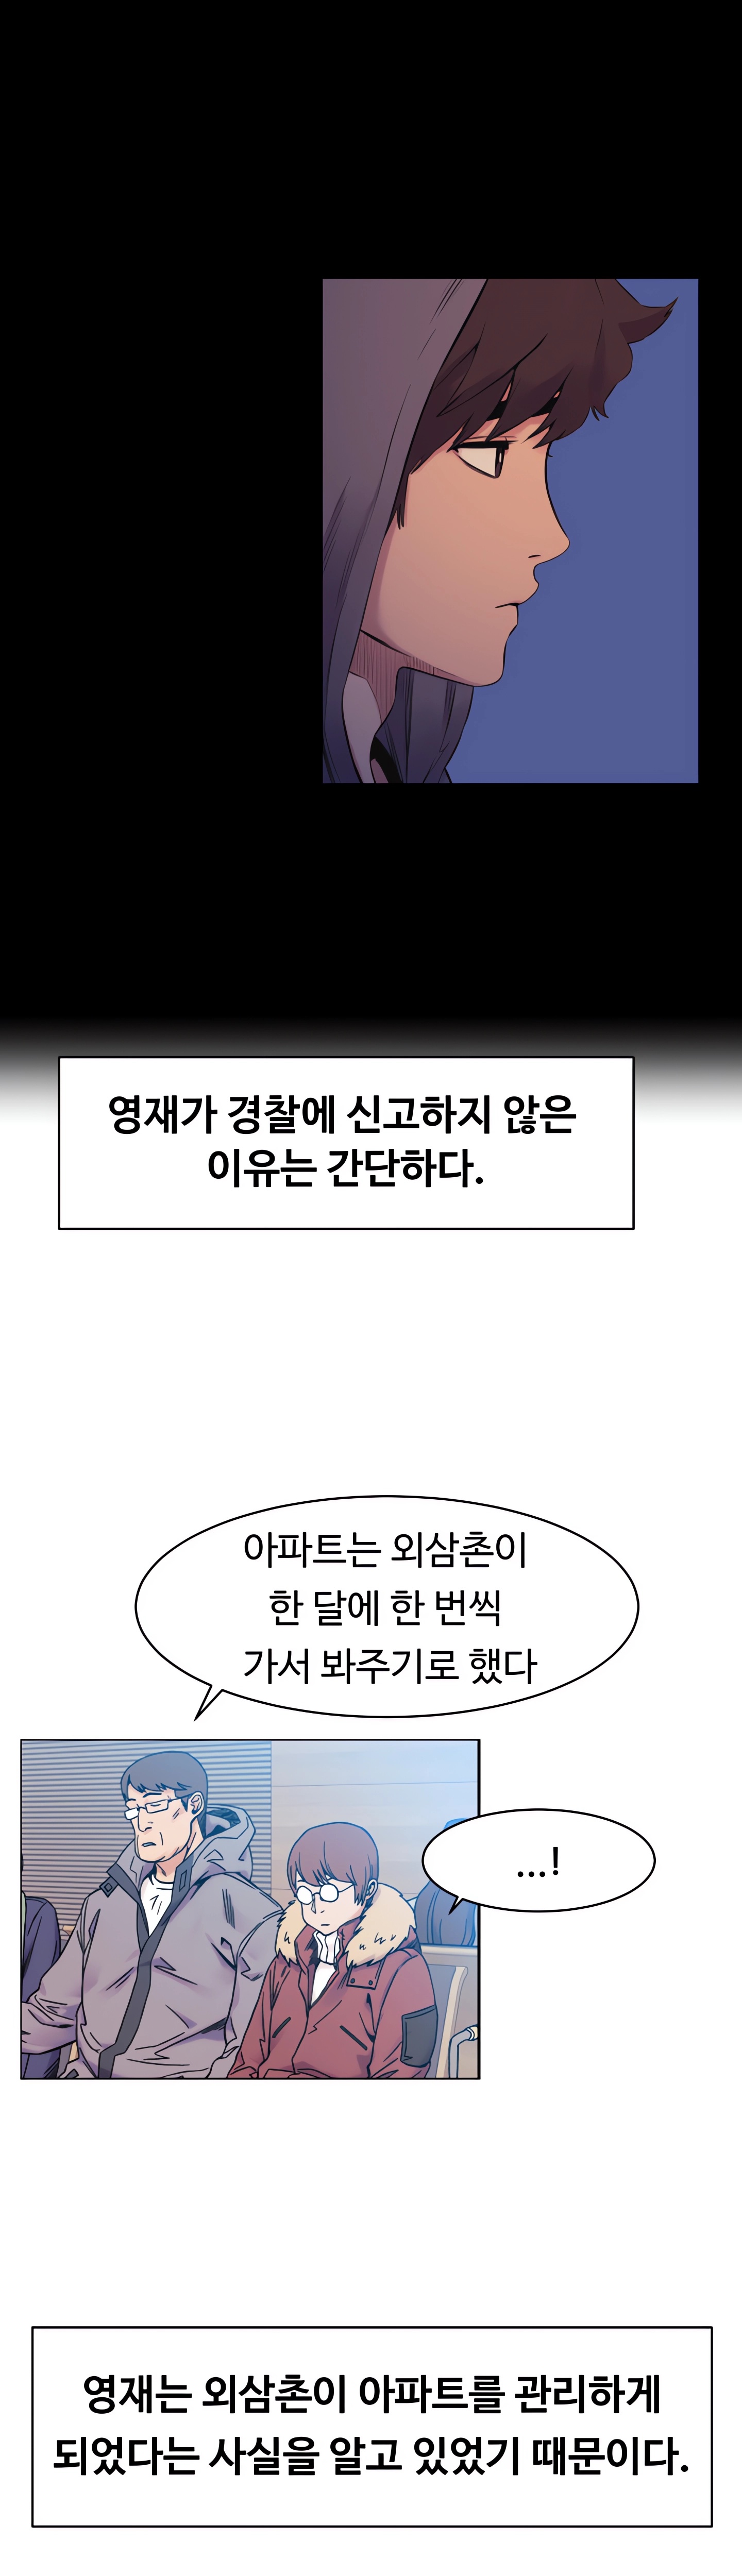 영재가 경찰에 신고하지 않은
이유는 간단하다.
아파트는 외삼촌이
한 달에 한 번씩
가서 봐주기로 했다
...!
영재는 외삼촌이 아파트를 관리하게
되었다는 사실을 알고 있었기 때문이다.